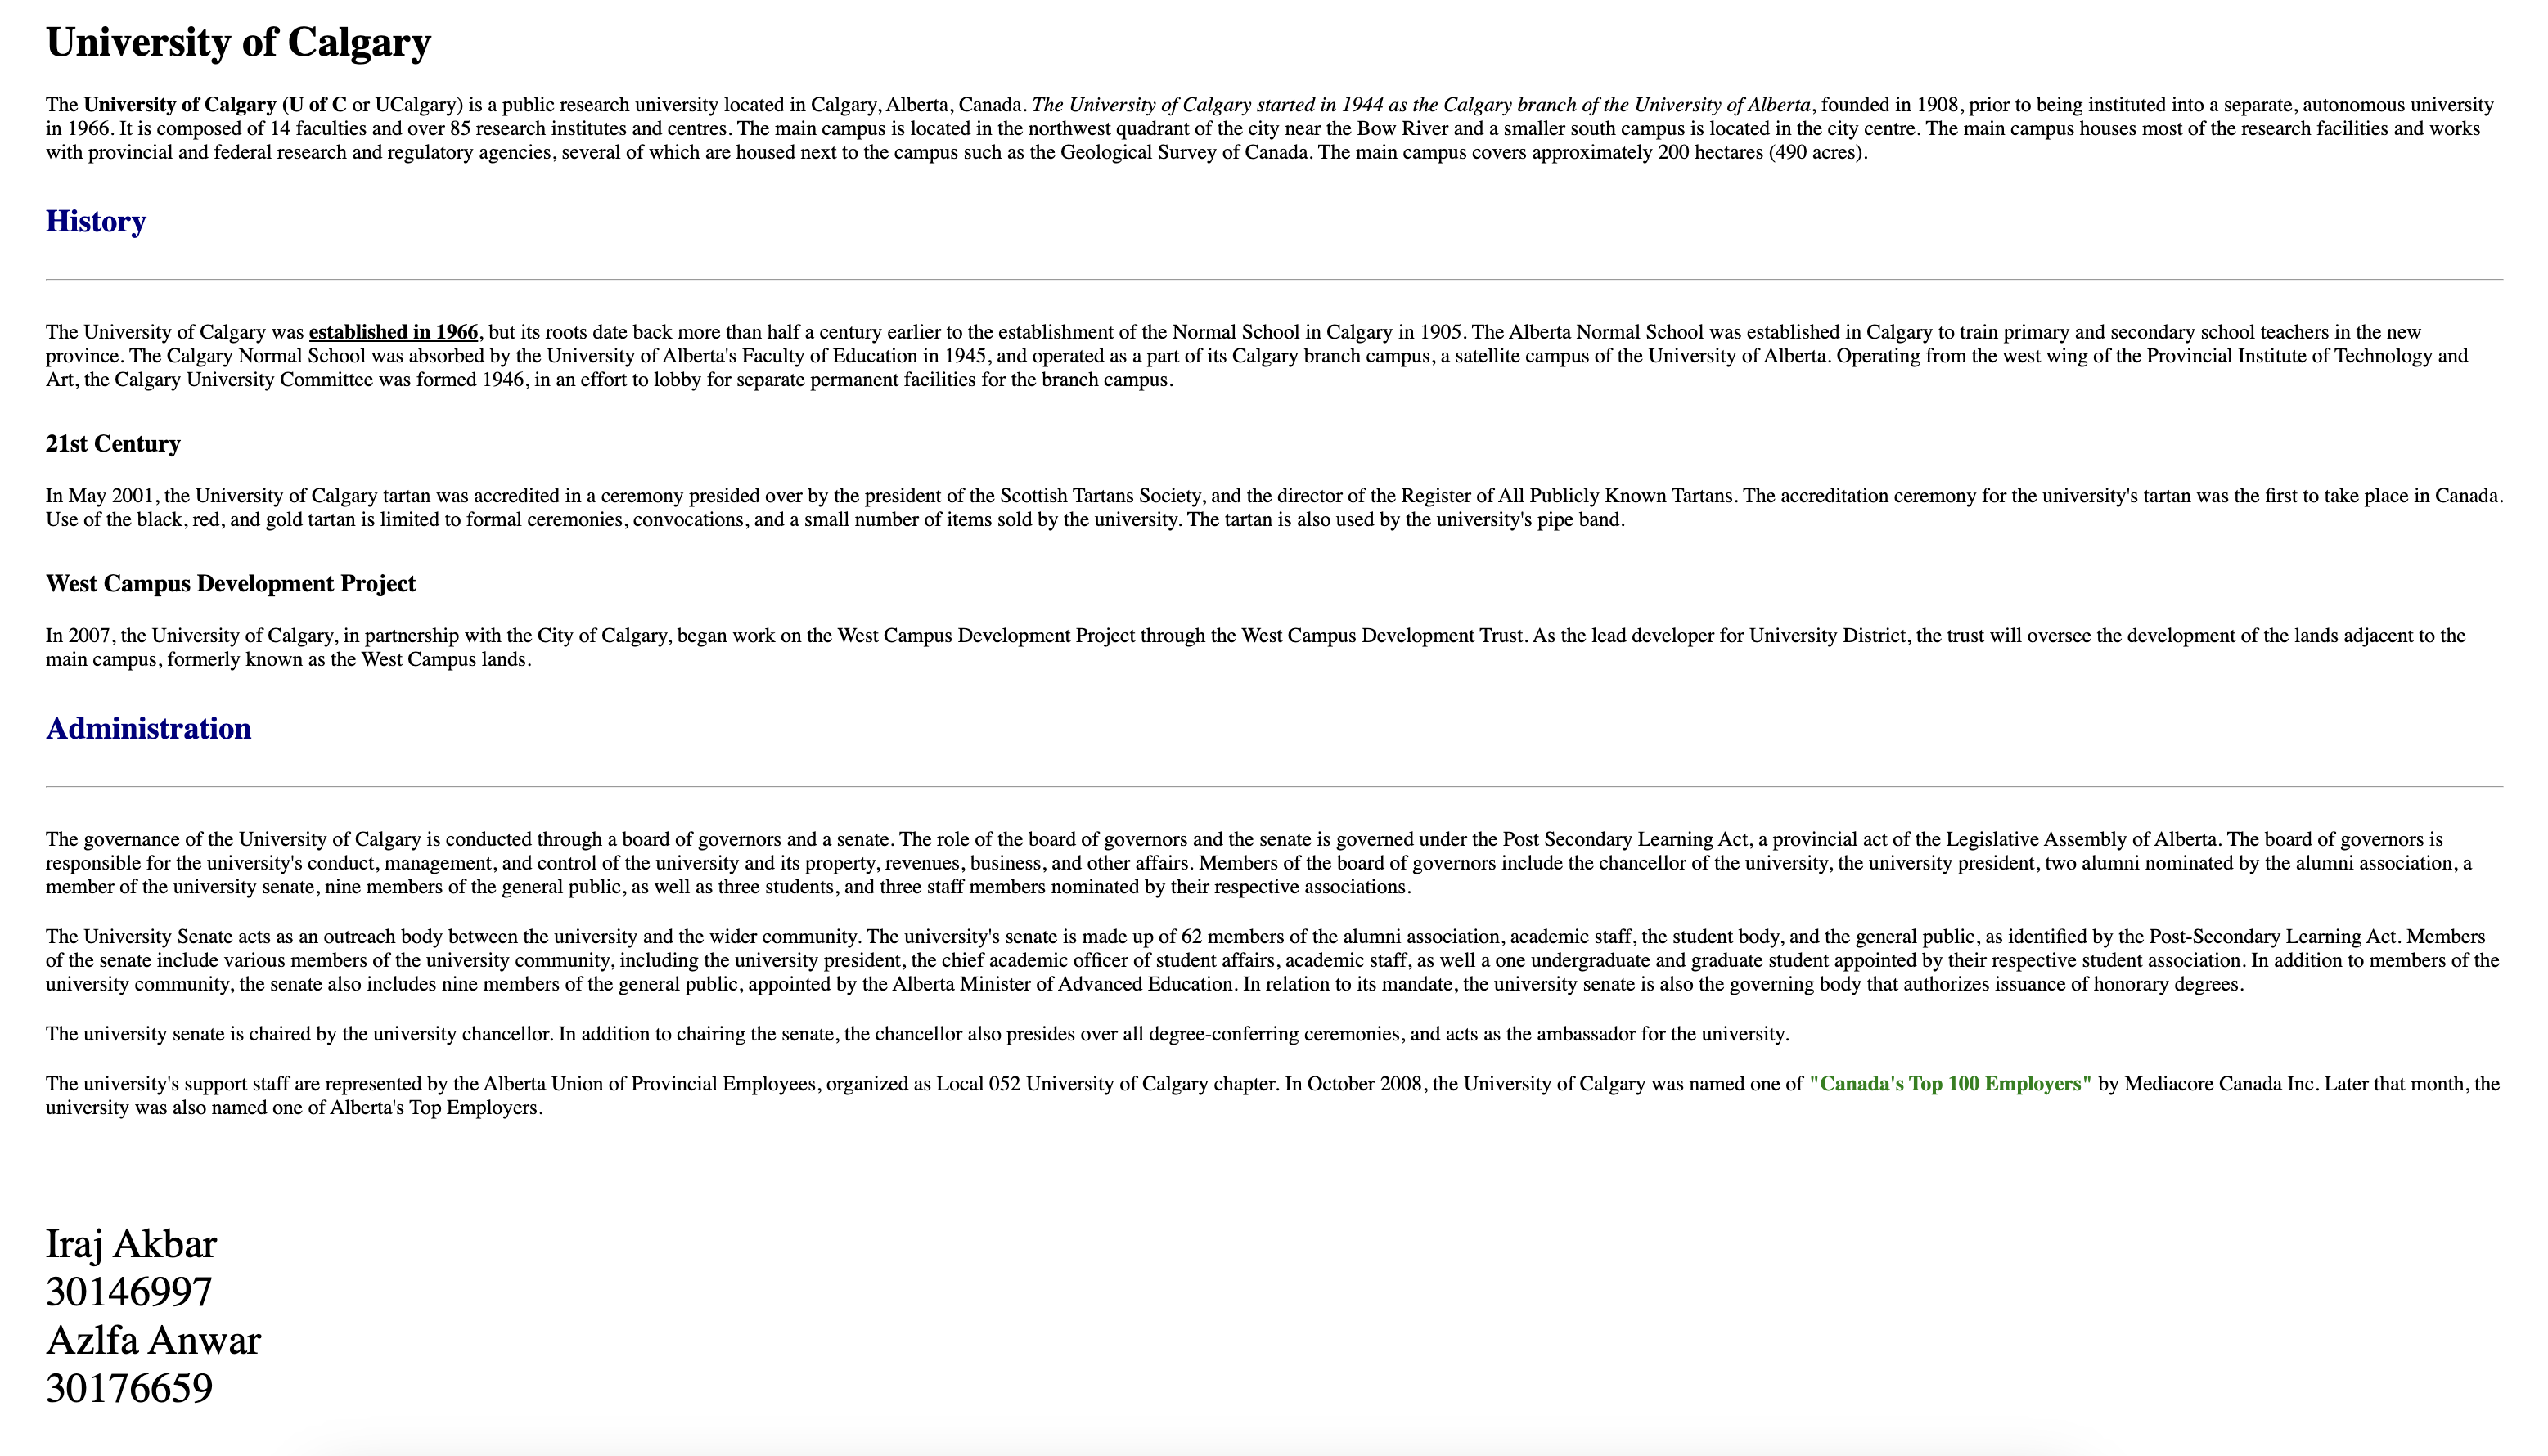 University of Calgary
The University of Calgary (U of C or UCalgary) is a public research university located in Calgary, Alberta, Canada. The University of Calgary started in 1944 as the Calgary branch of the University of Alberta, founded in 1908, prior to being instituted into a separate, autonomous university
in 1966. It is composed of 14 faculties and over 85 research institutes and centres. The main campus is located in the northwest quadrant of the city near the Bow River and a smaller south campus is located in the city centre. The main campus houses most of the research facilities and works
with provincial and federal research and regulatory agencies, several of which are housed next to the campus such as the Geological Survey of Canada. The main campus covers approximately 200 hectares (490 acres).
History
The University of Calgary was established in 1966, but its roots date back more than half a century earlier to the establishment of the Normal School in Calgary in 1905. The Alberta Normal School was established in Calgary to train primary and secondary school teachers in the new
province. The Calgary Normal School was absorbed by the University of Alberta's Faculty of Education in 1945, and operated as a part of its Calgary branch campus, a satellite campus of the University of Alberta. Operating from the west wing of the Provincial Institute of Technology and
Art, the Calgary University Committee was formed 1946, in an effort to lobby for separate permanent facilities for the branch campus.
21st Century
In May 2001, the University of Calgary tartan was accredited in a ceremony presided over by the president of the Scottish Tartans Society, and the director of the Register of All Publicly Known Tartans. The accreditation ceremony for the university's tartan was the first to take place in Canada.
Use of the black, red, and gold tartan is limited to formal ceremonies, convocations, and a small number of items sold by the university. The tartan is also used by the university's pipe band.
West Campus Development Project
In 2007, the University of Calgary, in partnership with the City of Calgary, began work on the West Campus Development Project through the West Campus Development Trust. As the lead developer for University District, the trust will oversee the development of the lands adjacent to the
main campus, formerly known as the West Campus lands.
Administration
The governance of the University of Calgary is conducted through a board of governors and a senate. The role of the board of governors and the senate is governed under the Post Secondary Learning Act, a provincial act of the Legislative Assembly of Alberta. The board of governors is
responsible for the university's conduct, management, and control of the university and its property, revenues, business, and other affairs. Members of the board of governors include the chancellor of the university, the university president, two alumni nominated by the alumni association, a
member of the university senate, nine members of the general public, as well as three students, and three staff members nominated by their respective associations.
The University Senate acts as an outreach body between the university and the wider community. The university's senate is made up of 62 members of the alumni association, academic staff, the student body, and the general public, as identified by the Post-Secondary Learning Act. Members
of the senate include various members of the university community, including the university president, the chief academic officer of student affairs, academic staff, as well a one undergraduate and graduate student appointed by their respective student association. In addition to members of the
university community, the senate also includes nine members of the general public, appointed by the Alberta Minister of Advanced Education. In relation to its mandate, the university senate is also the governing body that authorizes issuance of honorary degrees.
The university senate is chaired by the university chancellor. In addition to chairing the senate, the chancellor also presides over all degree-conferring ceremonies, and acts as the ambassador for the university.
The university's support staff are represented by the Alberta Union of Provincial Employees, organized as Local 052 University of Calgary chapter. In October 2008, the University of Calgary was named one of "Canada's Top 100 Employers" by Mediacore Canada Inc. Later that month, the
university was also named one of Alberta's Top Employers.
Iraj Akbar
30146997
Azlfa Anwar
30176659